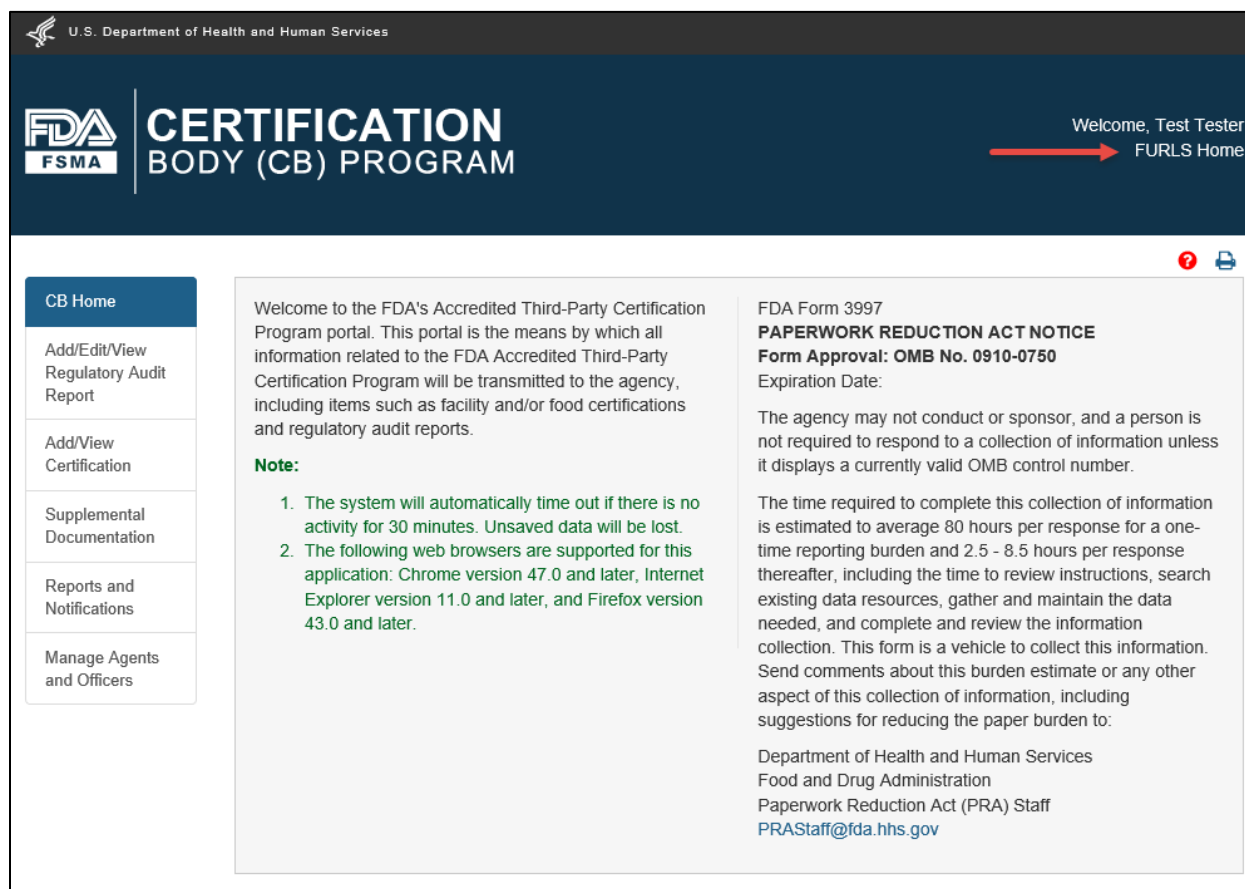 U.S. Department of Health and Human Services
FDA
FSMA
CERTIFICATION
BODY (CB) PROGRAM
Welcome, Test Tester
FURLS Home
CB Home
Add/Edit/View
Regulatory Audit
Report
Add/View
Certification
Supplemental
Documentation
Reports and
Notifications
Manage Agents
and Officers
Welcome to the FDA's Accredited Third-Party Certification
Program portal. This portal is the means by which all
information related to the FDA Accredited Third-Party
Certification Program will be transmitted to the agency,
including items such as facility and/or food certifications
and regulatory audit reports.
Note:
1. The system will automatically time out if there is no
activity for 30 minutes. Unsaved data will be lost.
2. The following web browsers are supported for this
application: Chrome version 47.0 and later, Internet
Explorer version 11.0 and later, and Firefox version
43.0 and later.
FDA Form 3997
PAPERWORK REDUCTION ACT NOTICE
Form Approval: OMB No. 0910-0750
Expiration Date:
The agency may not conduct or sponsor, and a person is
not required to respond to a collection of information unless
it displays a currently valid OMB control number.
The time required to complete this collection of information
is estimated to average 80 hours per response for a one-
time reporting burden and 2.5 - 8.5 hours per response
thereafter, including the time to review instructions, search
existing data resources, gather and maintain the data
needed, and complete and review the information
collection. This form is a vehicle to collect this information.
Send comments about this burden estimate or any other
aspect of this collection of information, including
suggestions for reducing the paper burden to:
Department of Health and Human Services
Food and Drug Administration
Paperwork Reduction Act (PRA) Staff
PRAStaff@fda.hhs.gov